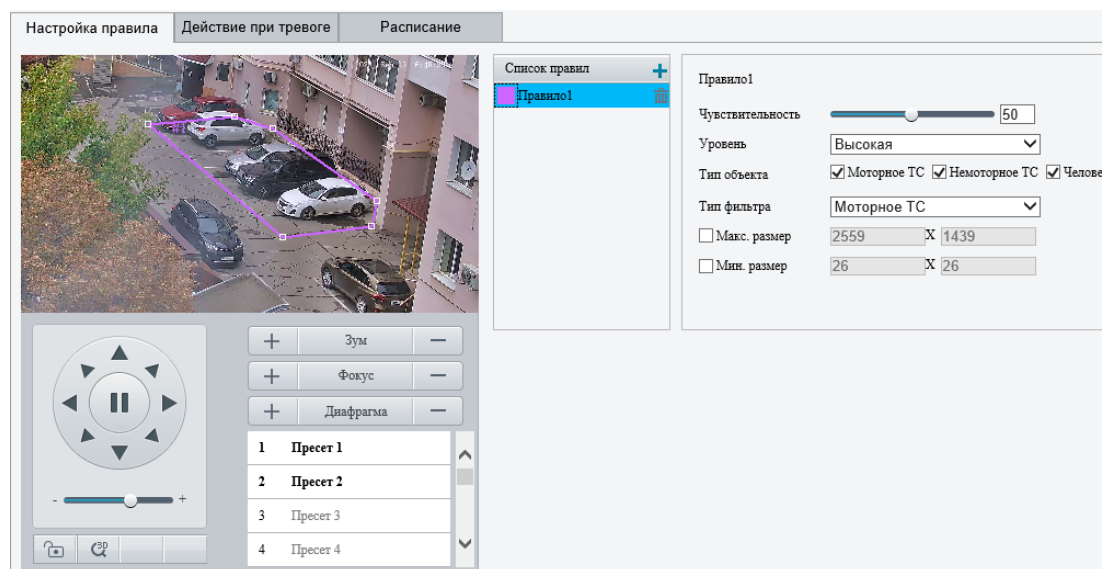 Настройка правила
Действие при тревоге
Расписание
Список правил
Правило1
Правило1
Чувствительность
50
Уровень
Высокая
Тип объекта
Моторное ТС Немоторное ТС Челове
Тип фильтра
Моторное ТС
Макс. размер 2559 X 1439
Мин. размер 26 X 26
+ Зум −
+ Фокус −
+ Диафрагма −
- +
3D
1 Пресет 1
2 Пресет 2
3 Пресет 3
4 Пресет 4